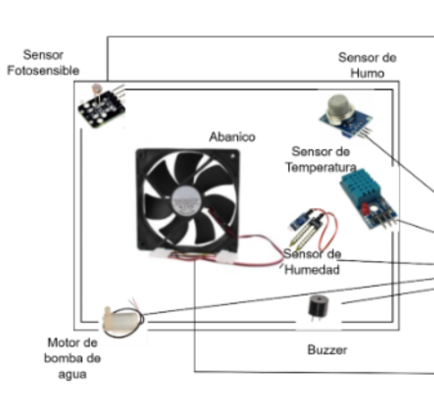 Sensor
Fotosensible
Sensor de
Humo
Abanico
Sensor de
Temperatura
Sensor de
Humedad
Motor de
bomba de
agua
Buzzer